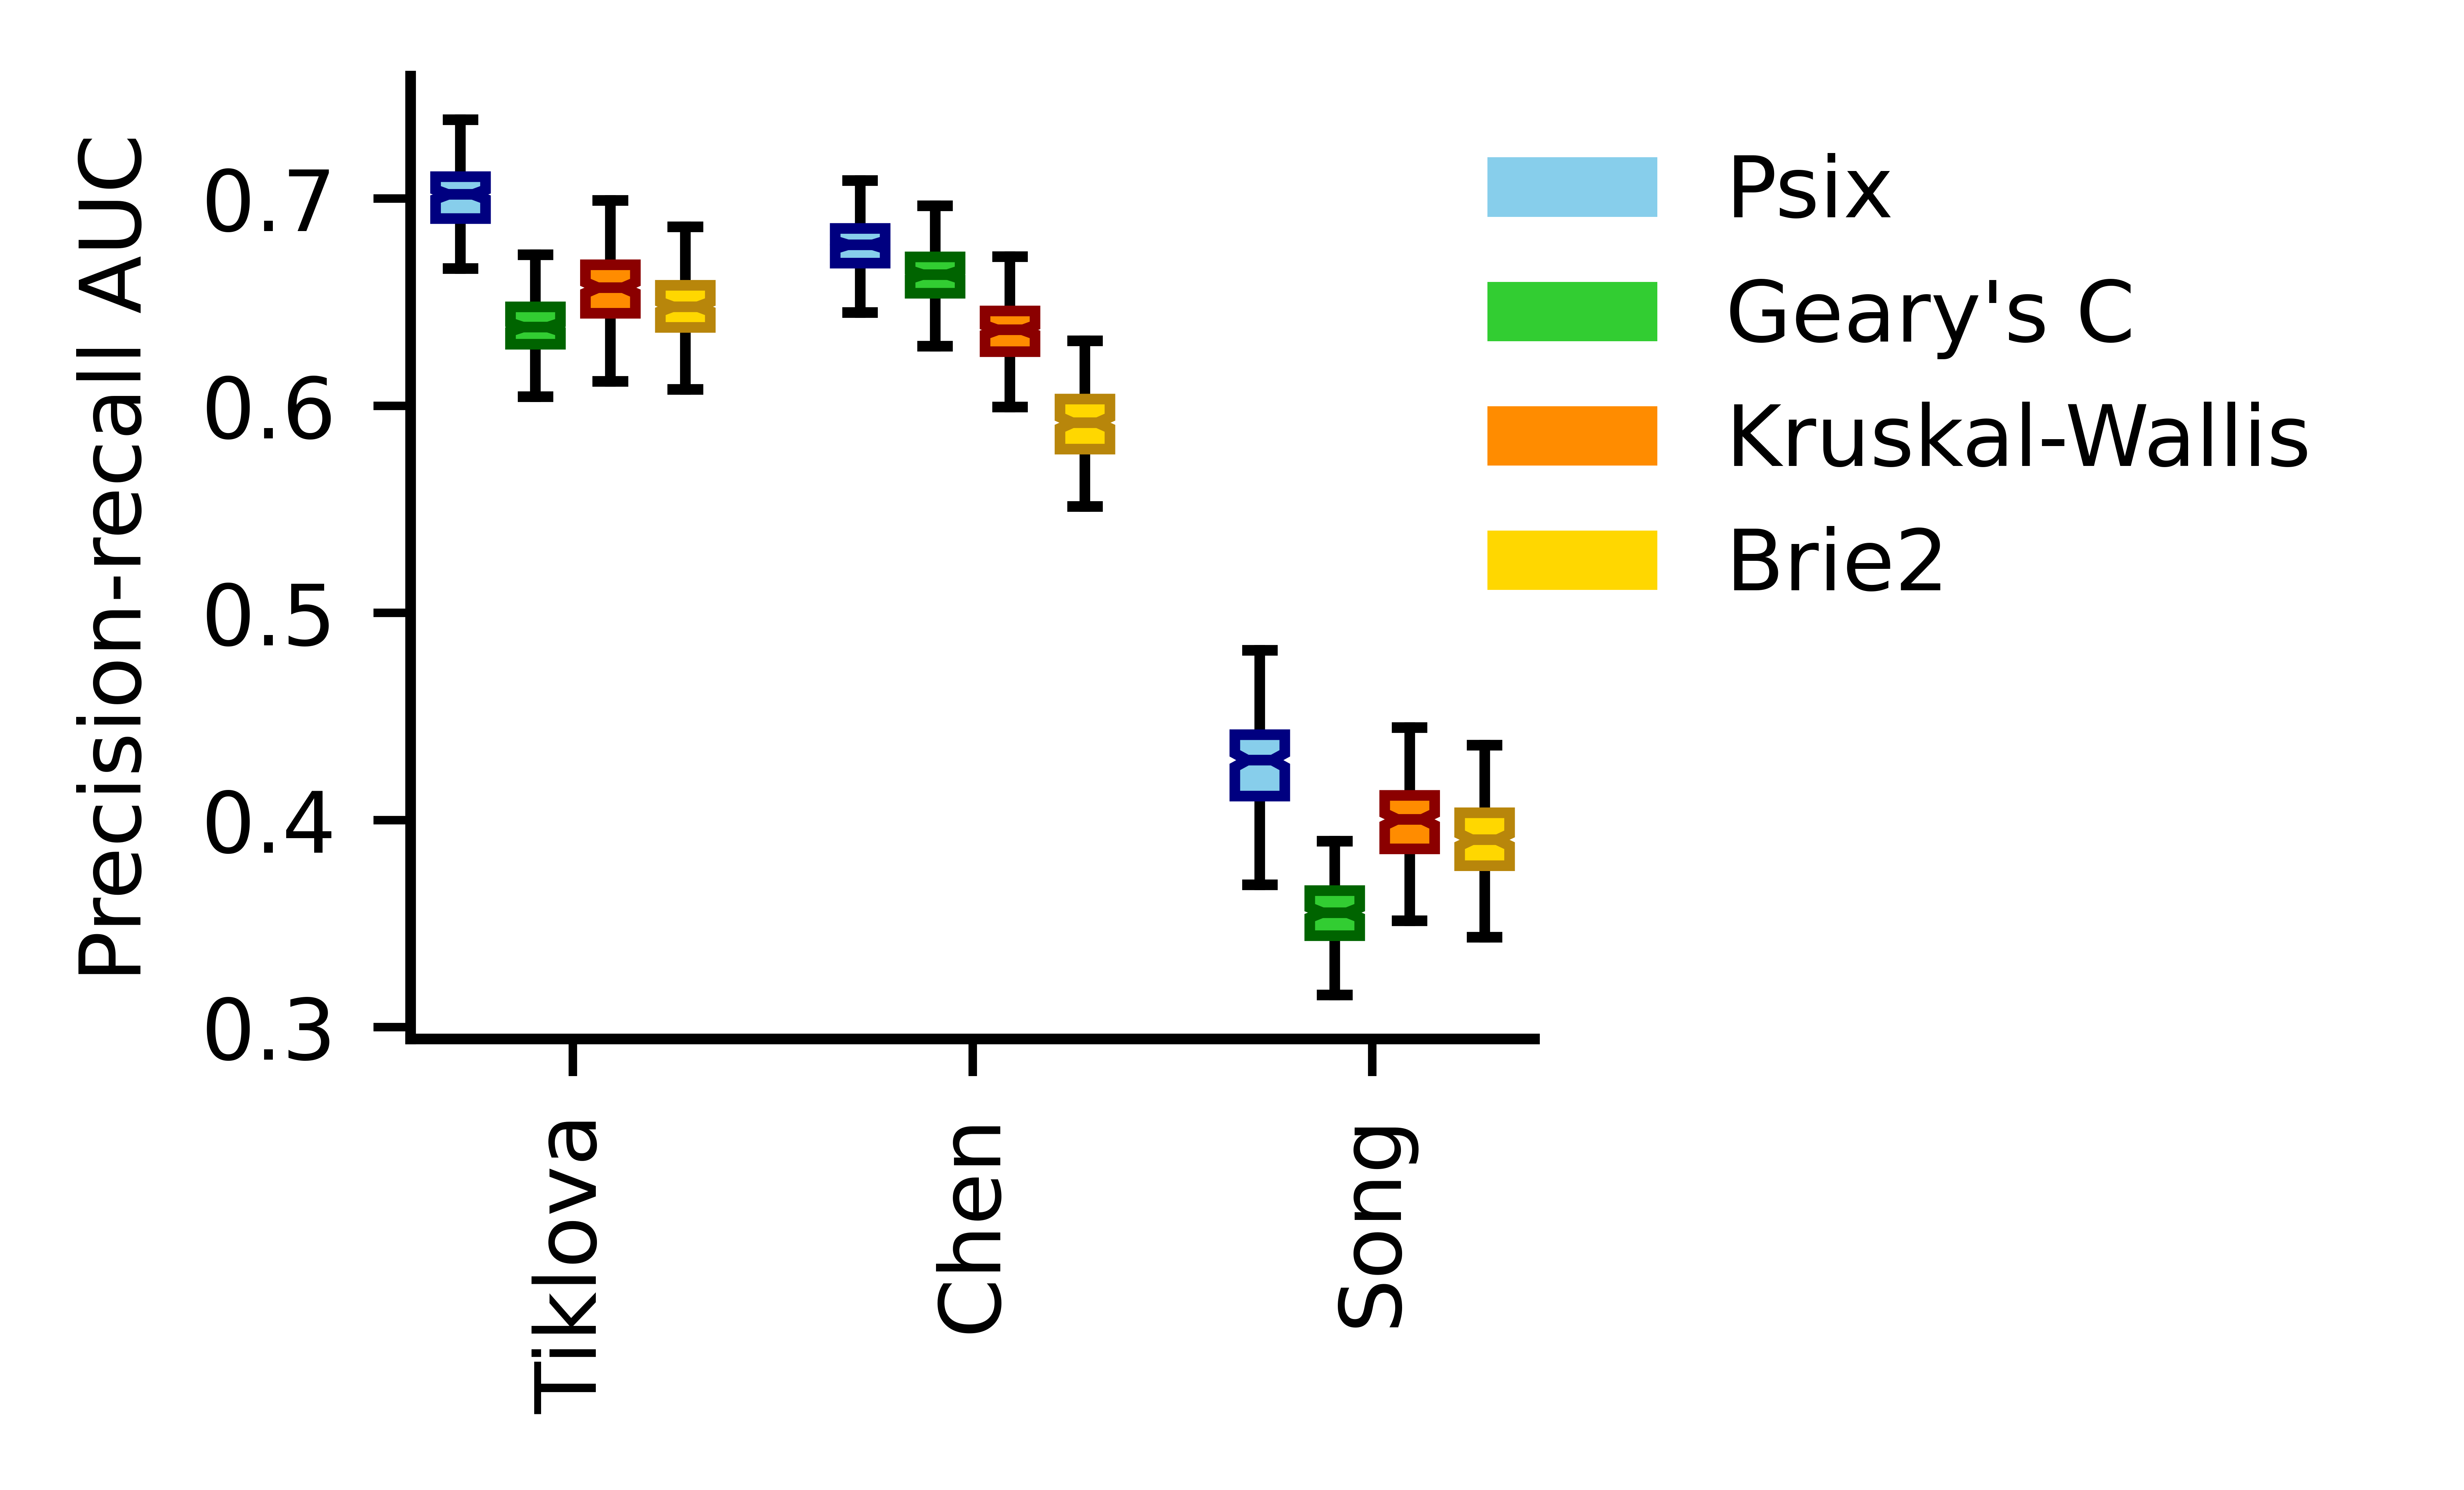 Precision-recall AUC
0.7
0.6
0.5
0.4
0.3
Tiklova
Chen
Song
Psix
Geary's C
Kruskal-Wallis
Brie2